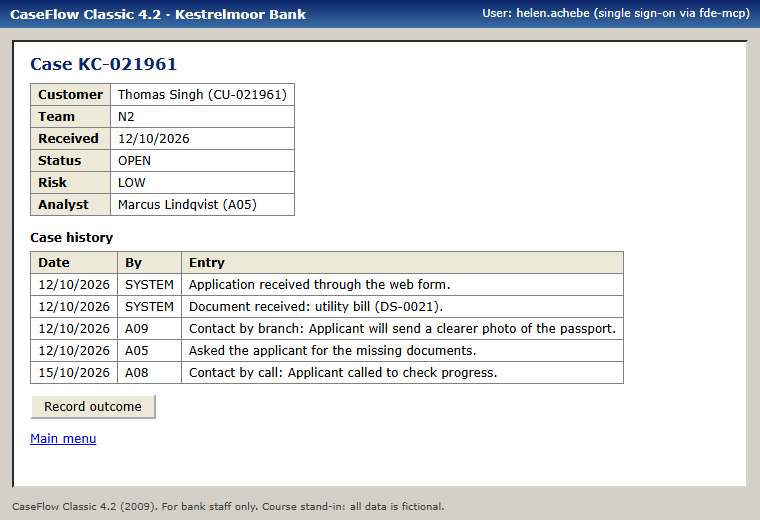 CaseFlow Classic 4.2 · Kestrelmoor Bank
User: helen.achebe (single sign-on via fde-mcp)
Case KC-021961
Customer Thomas Singh (CU-021961)
Team N2
Received 12/10/2026
Status OPEN
Risk LOW
Analyst Marcus Lindqvist (A05)
Case history
Date By Entry
12/10/2026 SYSTEM Application received through the web form.
12/10/2026 SYSTEM Document received: utility bill (DS-0021).
12/10/2026 A09 Contact by branch: Applicant will send a clearer photo of the passport.
12/10/2026 A05 Asked the applicant for the missing documents.
15/10/2026 A08 Contact by call: Applicant called to check progress.
Record outcome
Main menu
CaseFlow Classic 4.2 (2009). For bank staff only. Course stand-in: all data is fictional.